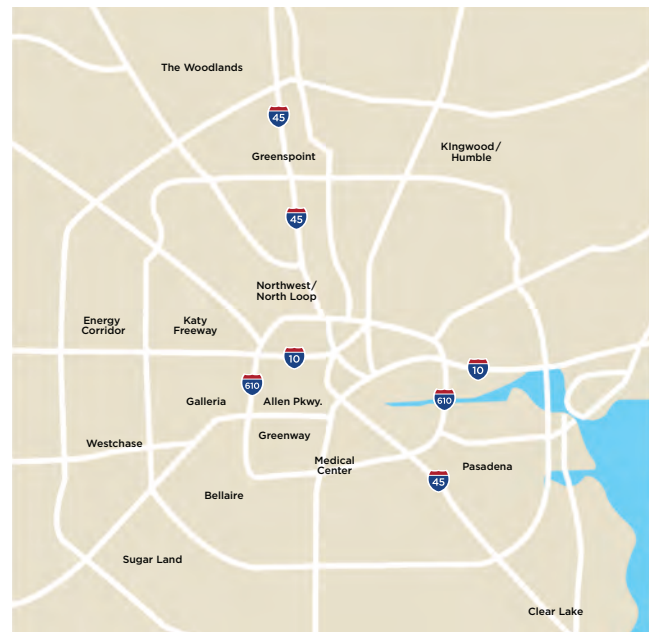 The Woodlands
45
KIngwood/
Humble
Greenspoint
45
Northwest/
North Loop
Energy
Corridor
Katy
Freeway
10
10
610
610
Galleria
Allen Pkwy.
Greenway
Westchase
Medical
Center
Pasadena
45
Bellaire
Sugar Land
Clear Lake